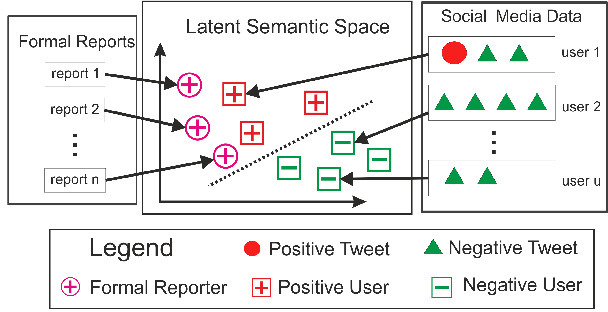 Formal Reports
report 1
report 2
report n
Latent Semantic Space
Social Media Data
user 1
user 2
user u
Legend
Positive Tweet
Negative Tweet
Formal Reporter
Positive User
Negative User